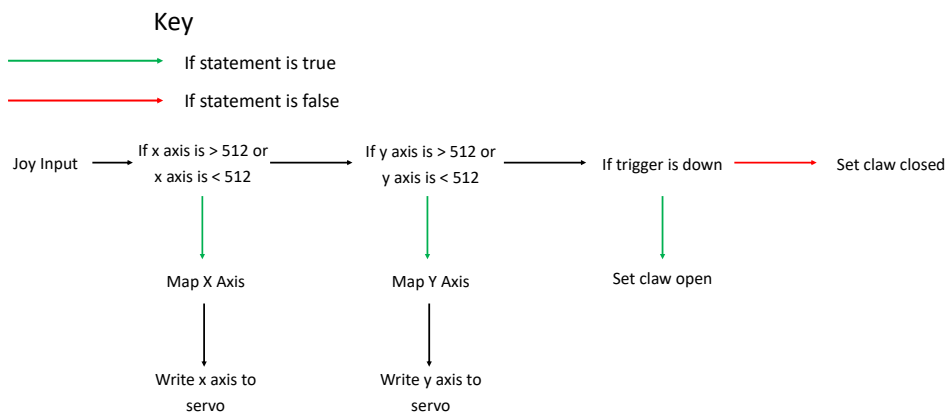 Key
If statement is true
If statement is false
Joy Input
If x axis is > 512 or
x axis is < 512
If y axis is > 512 or
y axis is < 512
If trigger is down
Set claw closed
Map X Axis
Map Y Axis
Set claw open
Write x axis to
servo
Write y axis to
servo